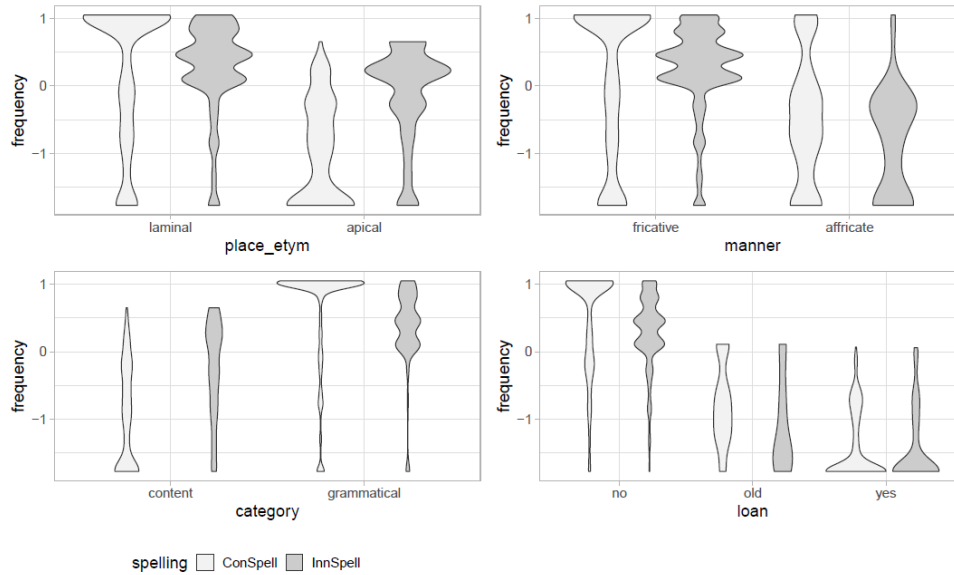 frequency
1
0
−1
laminal
apical
place_etym
frequency
1
0
−1
fricative
affricate
manner
frequency
1
0
−1
content
grammatical
category
frequency
1
0
−1
no
old
yes
loan
spelling ConSpell InnSpell